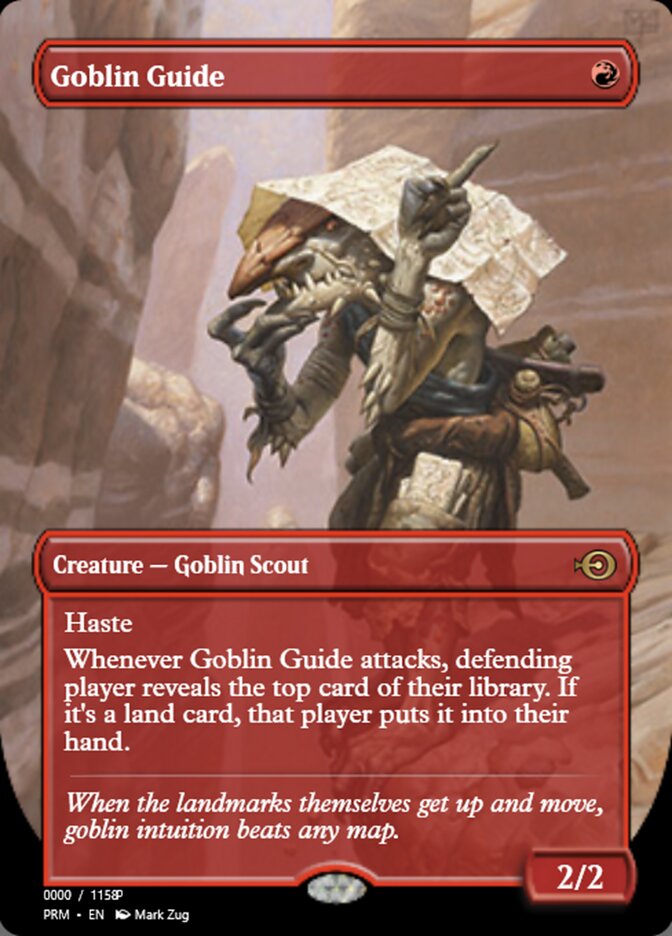 Goblin Guide
Creature — Goblin Scout
Haste
Whenever Goblin Guide attacks, defending
player reveals the top card of their library. If
it's a land card, that player puts it into their
hand.
When the landmarks themselves get up and move,
goblin intuition beats any map.
2/2
0000 / 1158P
PRM • EN Mark Zug